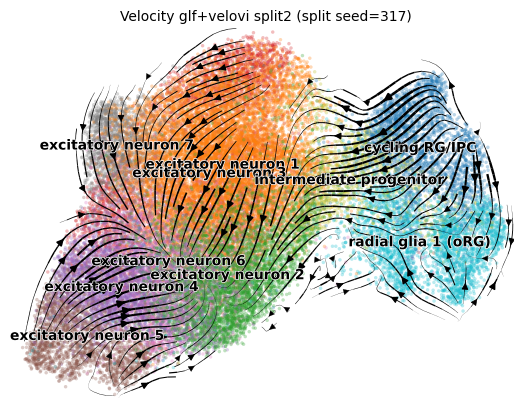 Velocity glf+velovi split2 (split seed=317)
excitatory neuron 7
cycling RG/IPC
excitatory neuron 1
excitatory neuron 3
intermediate progenitor
radial glia 1 (oRG)
excitatory neuron 6
excitatory neuron 2
excitatory neuron 4
excitatory neuron 5